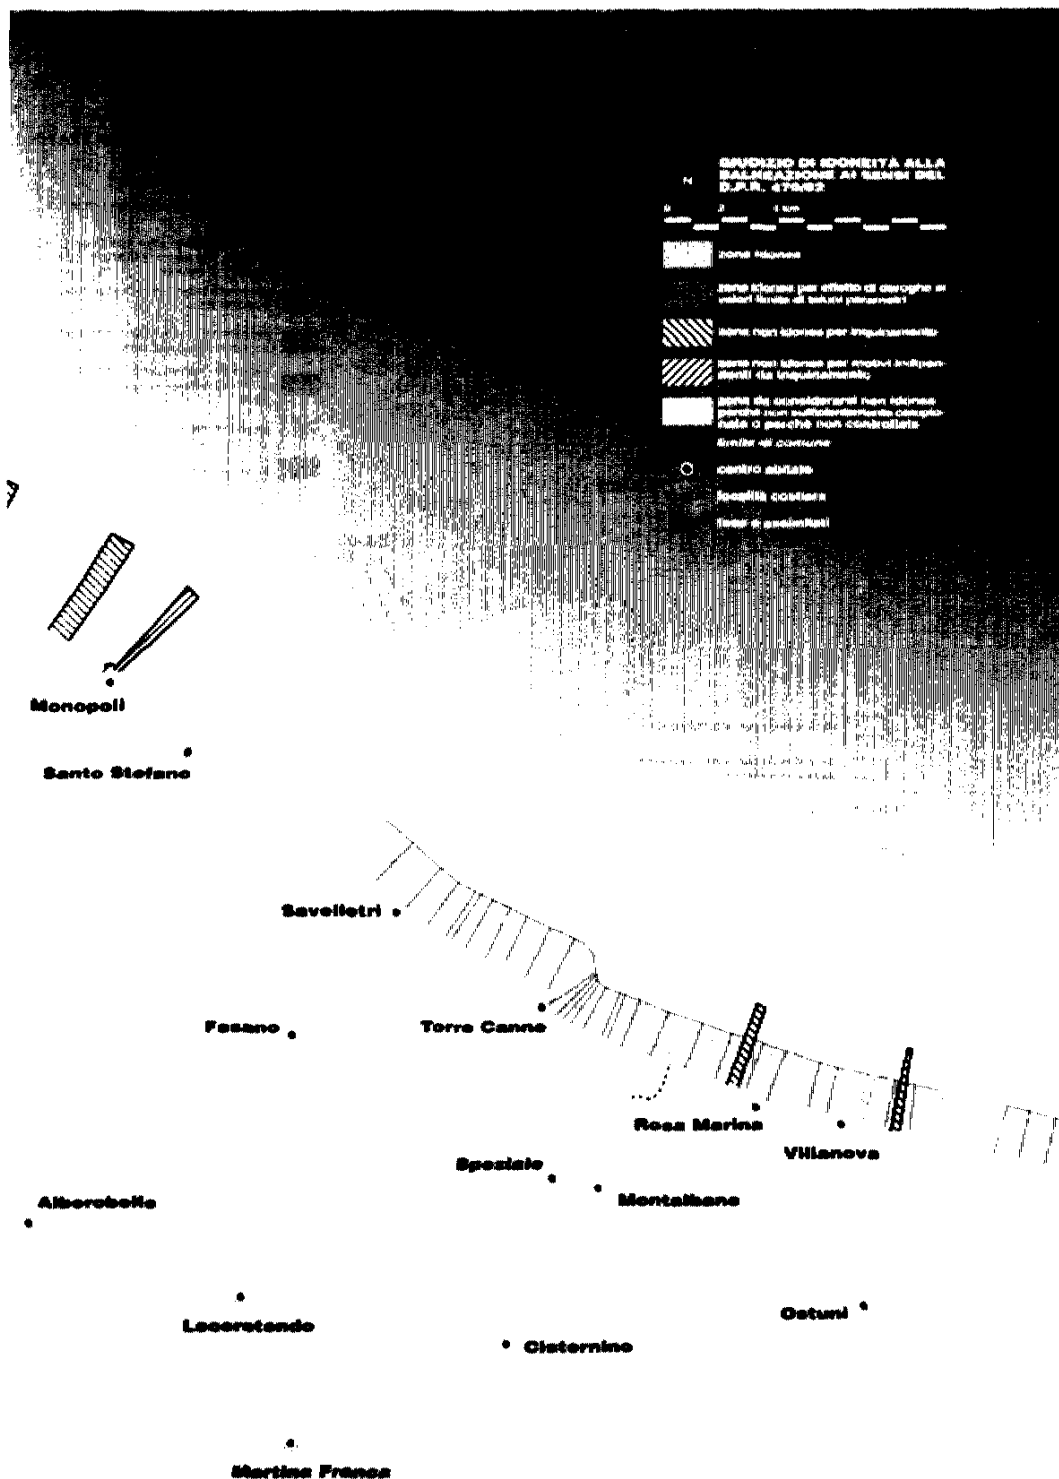 GIUDIZIO DI IDONEITÀ ALLA
BALNEAZIONE AI SENSI DEL
D.P.R. 470/82
N
0 2 4 km
zona idonea
zona idonea per effetto di deroghe ai
valori limite di taluni parametri
zona non idonea per inquinamento
zona non idonea per motivi indipen-
denti da inquinamento
zona da considerarsi non idonea
perché non sufficientemente campio-
nata o perché non controllata
limite di comune
centro abitato
località costiera
Monopoli
Santo Stefano
Savelletri
Fasano
Torre Canne
Rosa Marina
Villanova
Speziale
Montalbano
Alberobello
Locorotondo
Cisternino
Ostuni
Martina Franca